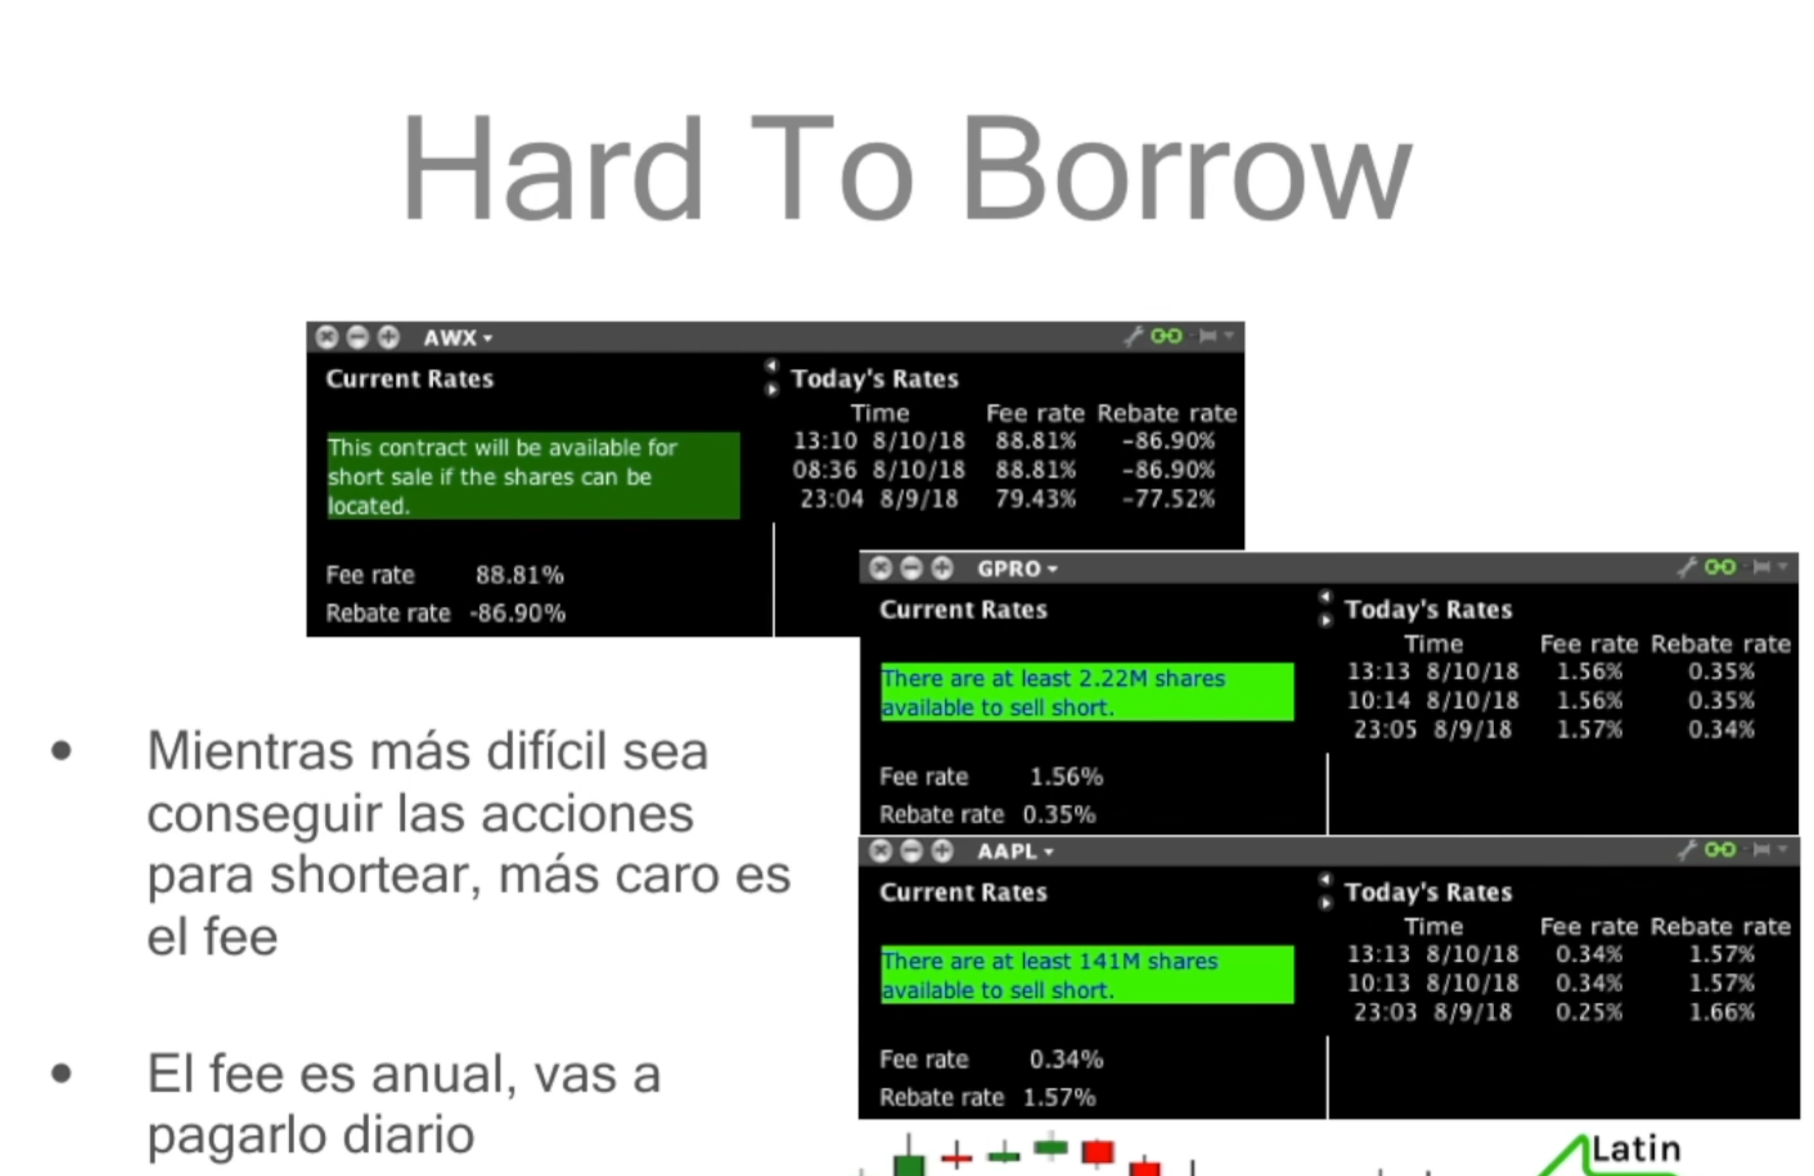 Hard To Borrow
AWX
Current Rates
This contract will be available for
short sale if the shares can be
located.
Fee rate 88.81%
Rebate rate -86.90%
Today's Rates
Time Fee rate Rebate rate
13:10 8/10/18 88.81% -86.90%
08:36 8/10/18 88.81% -86.90%
23:04 8/9/18 79.43% -77.52%
GPRO
Current Rates
There are at least 2.22M shares
available to sell short.
Fee rate 1.56%
Rebate rate 0.35%
Today's Rates
Time Fee rate Rebate rate
13:13 8/10/18 1.56% 0.35%
10:14 8/10/18 1.56% 0.35%
23:05 8/9/18 1.57% 0.34%
AAPL
Current Rates
There are at least 141M shares
available to sell short.
Fee rate 0.34%
Rebate rate 1.57%
Today's Rates
Time Fee rate Rebate rate
13:13 8/10/18 0.34% 1.57%
10:13 8/10/18 0.34% 1.57%
23:03 8/9/18 0.25% 1.66%
• Mientras más difícil sea
conseguir las acciones
para shortear, más caro es
el fee
• El fee es anual, vas a
pagarlo diario
Latin